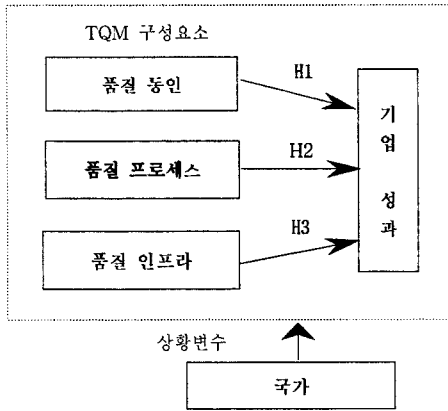 TQM 구성요소
품질 동인
H1
품질 프로세스
H2
품질 인프라
H3
기업 성과
상황변수
국가